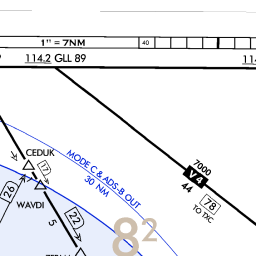 1" = 7NM
40
114.2 GLL 89
11
CEDUK
17
MODE C & ADS-B OUT
30 NM
7000
V4
44
78
TO TXC
26
WAVDI
22
5
8²